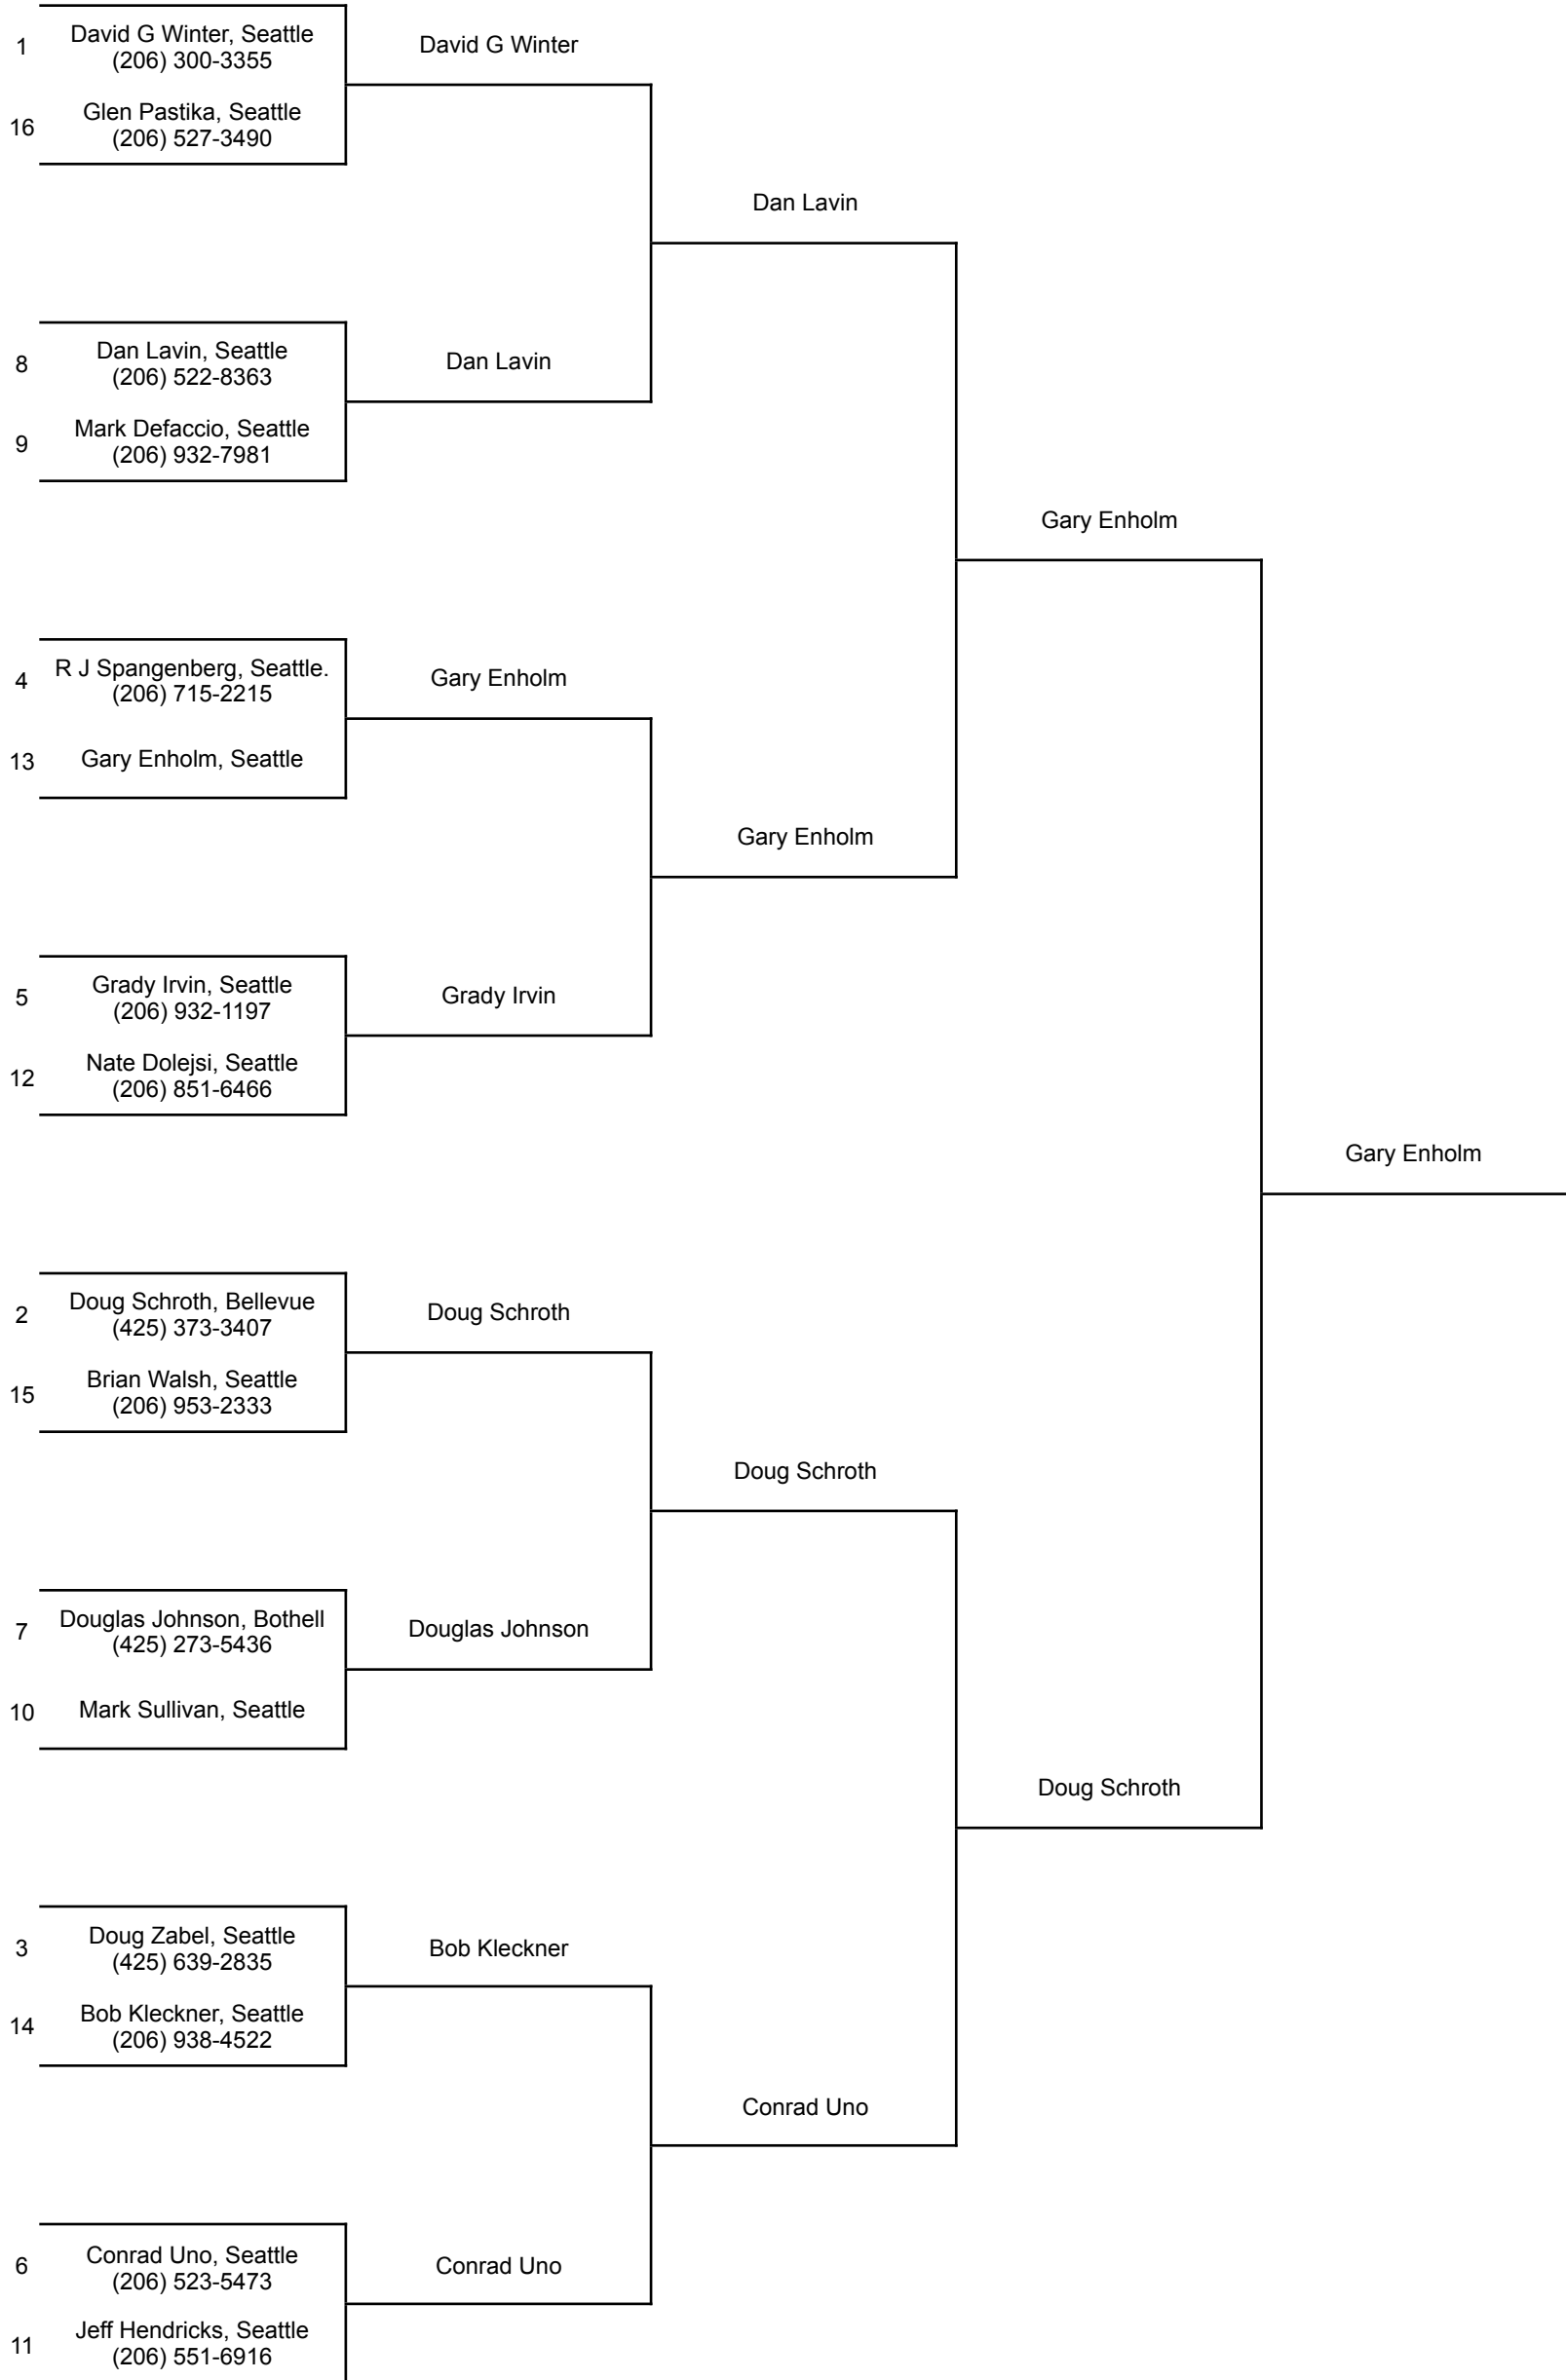 1
David G Winter, Seattle
(206) 300-3355
David G Winter
16
Glen Pastika, Seattle
(206) 527-3490
Dan Lavin
8
Dan Lavin, Seattle
(206) 522-8363
Dan Lavin
9
Mark Defaccio, Seattle
(206) 932-7981
Gary Enholm
4
R J Spangenberg, Seattle.
(206) 715-2215
Gary Enholm
13
Gary Enholm, Seattle
Gary Enholm
5
Grady Irvin, Seattle
(206) 932-1197
Grady Irvin
12
Nate Dolejsi, Seattle
(206) 851-6466
Gary Enholm
2
Doug Schroth, Bellevue
(425) 373-3407
Doug Schroth
15
Brian Walsh, Seattle
(206) 953-2333
Doug Schroth
7
Douglas Johnson, Bothell
(425) 273-5436
Douglas Johnson
10
Mark Sullivan, Seattle
Doug Schroth
3
Doug Zabel, Seattle
(425) 639-2835
Bob Kleckner
14
Bob Kleckner, Seattle
(206) 938-4522
Conrad Uno
6
Conrad Uno, Seattle
(206) 523-5473
Conrad Uno
11
Jeff Hendricks, Seattle
(206) 551-6916